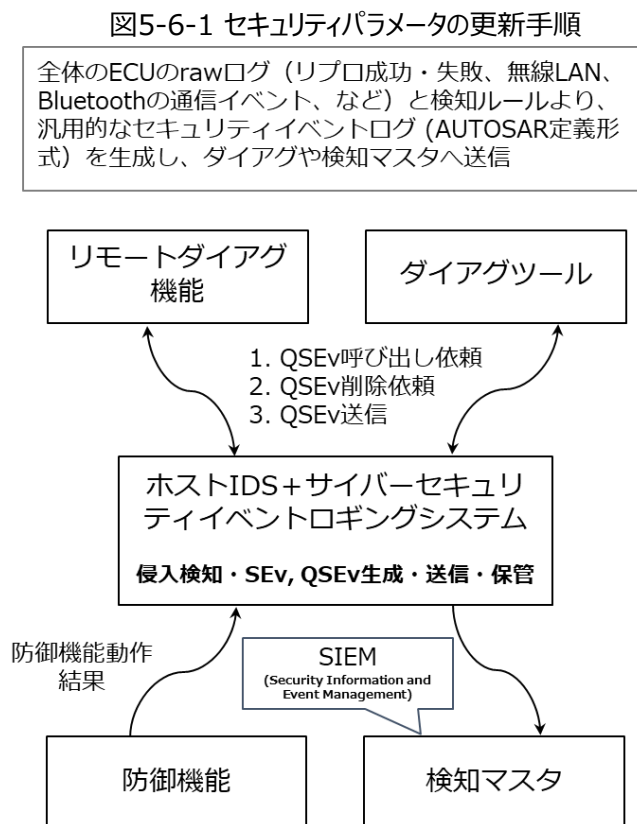 図5-6-1 セキュリティパラメータの更新手順
全体のECUのrawログ（リプロ成功・失敗、無線LAN、
Bluetoothの通信イベント、など）と検知ルールより、
汎用的なセキュリティイベントログ (AUTOSAR定義形
式）を生成し、ダイアグや検知マスタへ送信
リモートダイアグ
機能
ダイアグツール
1. QSEv呼び出し依頼
2. QSEv削除依頼
3. QSEv送信
ホストIDS＋サイバーセキュリ
ティイベントロギングシステム
侵入検知・SEv, QSEv生成・送信・保管
防御機能動作
結果
SIEM
(Security Information and
Event Management)
防御機能
検知マスタ